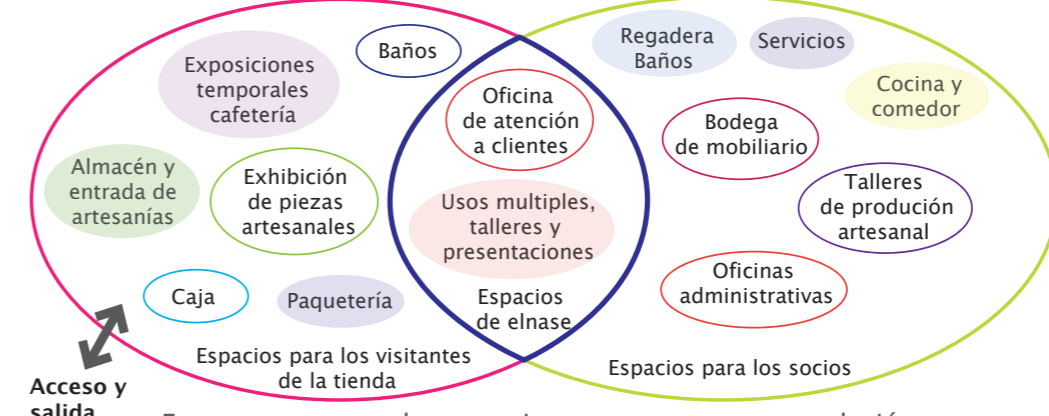 Exposiciones
temporales
cafetería
Baños
Almacén y
entrada de
artesanías
Exhibición
de piezas
artesanales
Caja
Paquetería
Espacios para los visitantes
de la tienda
Acceso y
salida
Oficina
de atención
a clientes
Usos multiples,
talleres y
presentaciones
Espacios
de elnase
Regadera
Baños
Servicios
Cocina y
comedor
Bodega
de mobiliario
Talleres
de produción
artesanal
Oficinas
administrativas
Espacios para los socios